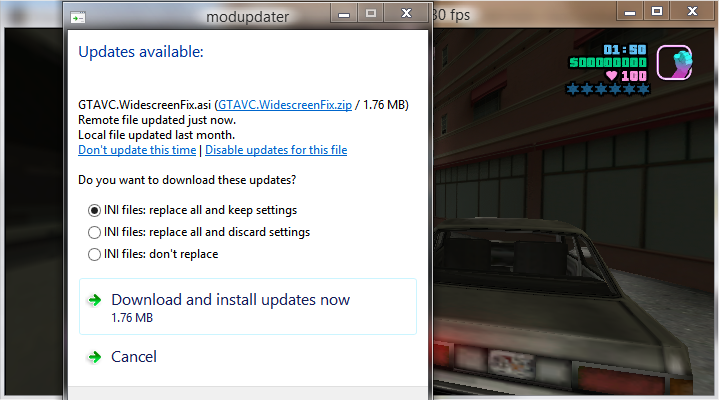 modupdater
30 fps
Updates available:
GTAVC.WidescreenFix.asi (GTAVC.WidescreenFix.zip / 1.76 MB)
Remote file updated just now.
Local file updated last month.
Don't update this time | Disable updates for this file
Do you want to download these updates?
INI files: replace all and keep settings
INI files: replace all and discard settings
INI files: don't replace
Download and install updates now
1.76 MB
Cancel
01:50
$00000000
100